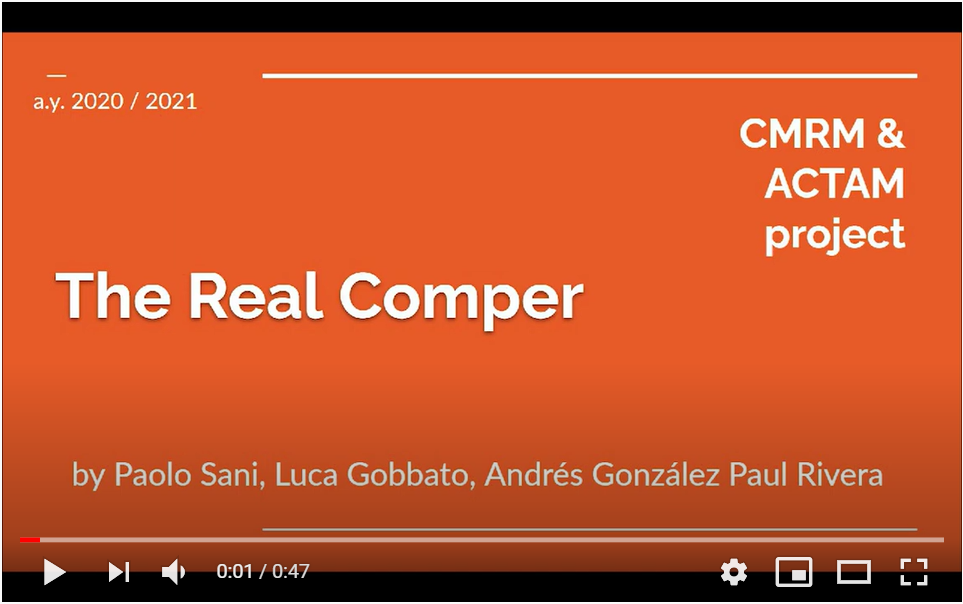 a.y. 2020 / 2021
CMRM &
ACTAM
project
The Real Comper
by Paolo Sani, Luca Gobbato, Andrés González Paul Rivera
0:01 / 0:47